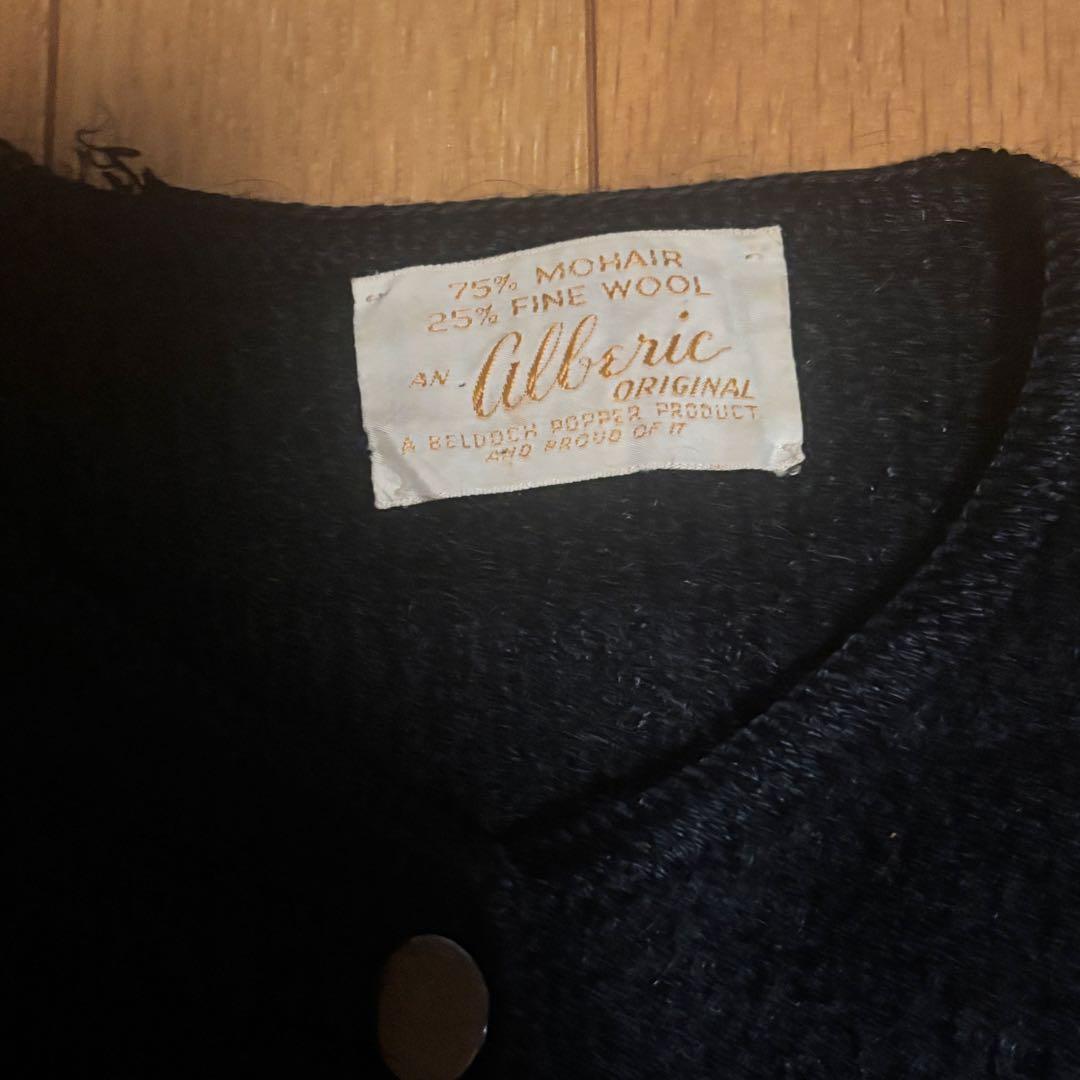 75% MOHAIR
25% FINE WOOL
AN Alberic
ORIGINAL
A BELDOCH POPPER PRODUCT
AND PROUD OF IT